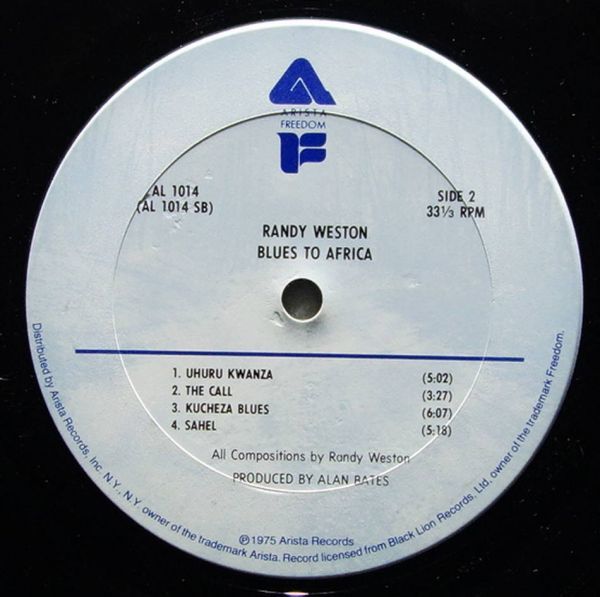 ARISTA
FREEDOM
F
AL 1014
(AL 1014 SB)
SIDE 2
33⅓ RPM
RANDY WESTON
BLUES TO AFRICA
1. UHURU KWANZA (5:02)
2. THE CALL (3:27)
3. KUCHEZA BLUES (6:07)
4. SAHEL (5:18)
All Compositions by Randy Weston
PRODUCED BY ALAN BATES
℗1975 Arista Records
Distributed by Arista Records, Inc. N.Y., N.Y. owner of the trademark Arista. Record licensed from Black Lion Records, Ltd. owner of the trademark Freedom.